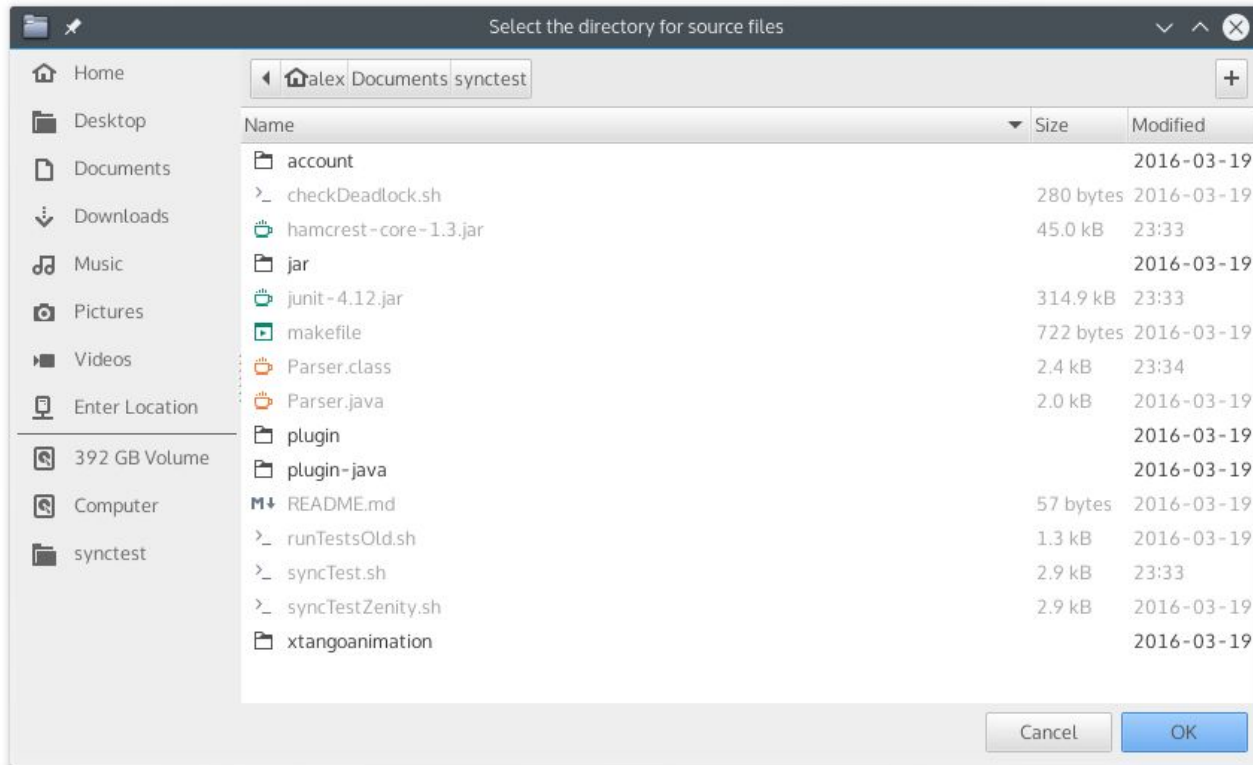 Select the directory for source files
Home
Desktop
Documents
Downloads
Music
Pictures
Videos
Enter Location
392 GB Volume
Computer
synctest
alex Documents synctest +
Name Size Modified
account 2016-03-19
checkDeadlock.sh 280 bytes 2016-03-19
hamcrest-core-1.3.jar 45.0 kB 23:33
jar 2016-03-19
junit-4.12.jar 314.9 kB 23:33
makefile 722 bytes 2016-03-19
Parser.class 2.4 kB 23:34
Parser.java 2.0 kB 2016-03-19
plugin 2016-03-19
plugin-java 2016-03-19
M README.md 57 bytes 2016-03-19
runTestsOld.sh 1.3 kB 2016-03-19
syncTest.sh 2.9 kB 23:33
syncTestZenity.sh 2.9 kB 2016-03-19
xtangoanimation 2016-03-19
Cancel OK